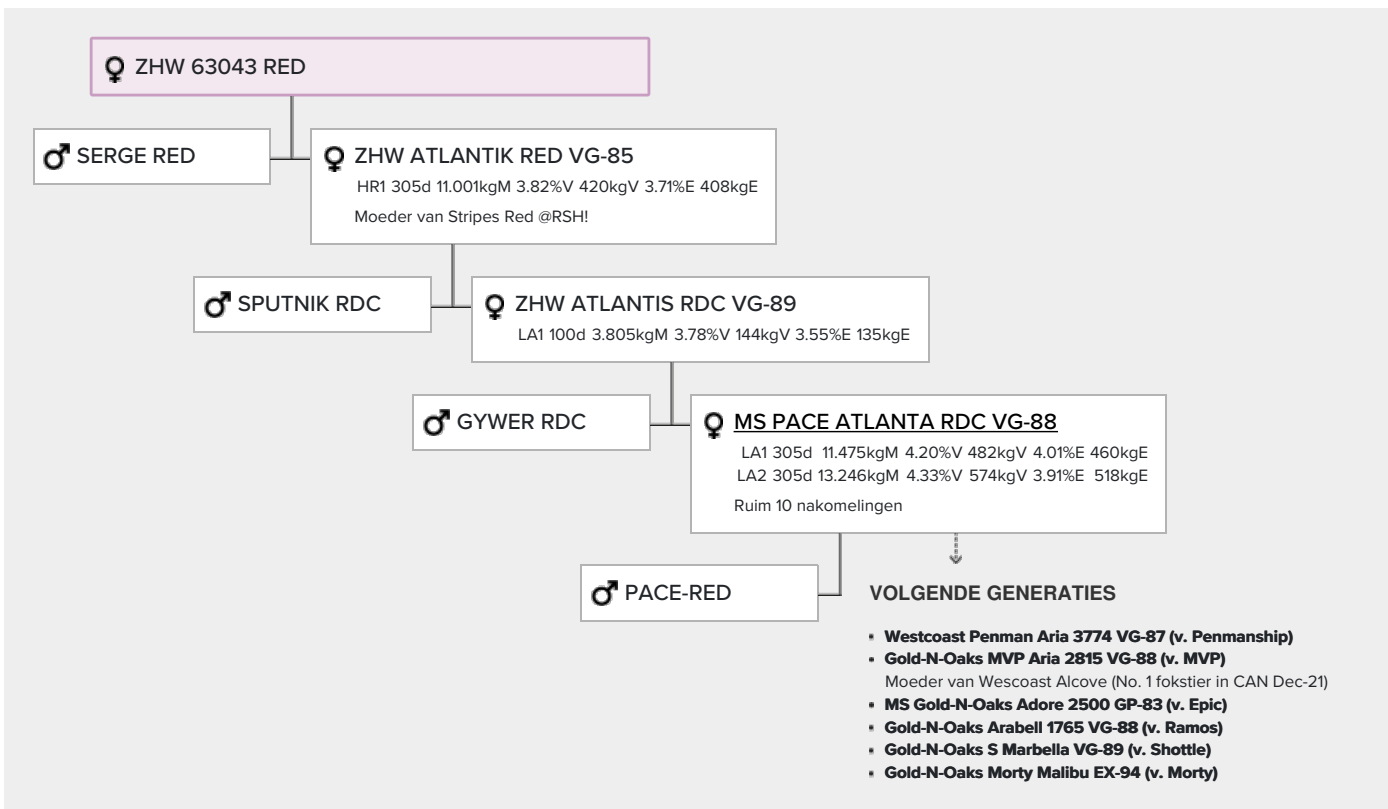 ZHW 63043 RED
SERGE RED
ZHW ATLANTIK RED VG-85
HR1 305d 11.001kgM 3.82%V 420kgV 3.71%E 408kgE
Moeder van Stripes Red @RSH!
SPUTNIK RDC
ZHW ATLANTIS RDC VG-89
LA1 100d 3.805kgM 3.78%V 144kgV 3.55%E 135kgE
GYWER RDC
MS PACE ATLANTA RDC VG-88
LA1 305d 11.475kgM 4.20%V 482kgV 4.01%E 460kgE
LA2 305d 13.246kgM 4.33%V 574kgV 3.91%E 518kgE
Ruim 10 nakomelingen
PACE-RED
VOLGENDE GENERATIES
Westcoast Penman Aria 3774 VG-87 (v. Penmanship)
Gold-N-Oaks MVP Aria 2815 VG-88 (v. MVP)
Moeder van Wescoast Alcove (No. 1 fokstier in CAN Dec-21)
MS Gold-N-Oaks Adore 2500 GP-83 (v. Epic)
Gold-N-Oaks Arabell 1765 VG-88 (v. Ramos)
Gold-N-Oaks S Marbella VG-89 (v. Shottle)
Gold-N-Oaks Morty Malibu EX-94 (v. Morty)